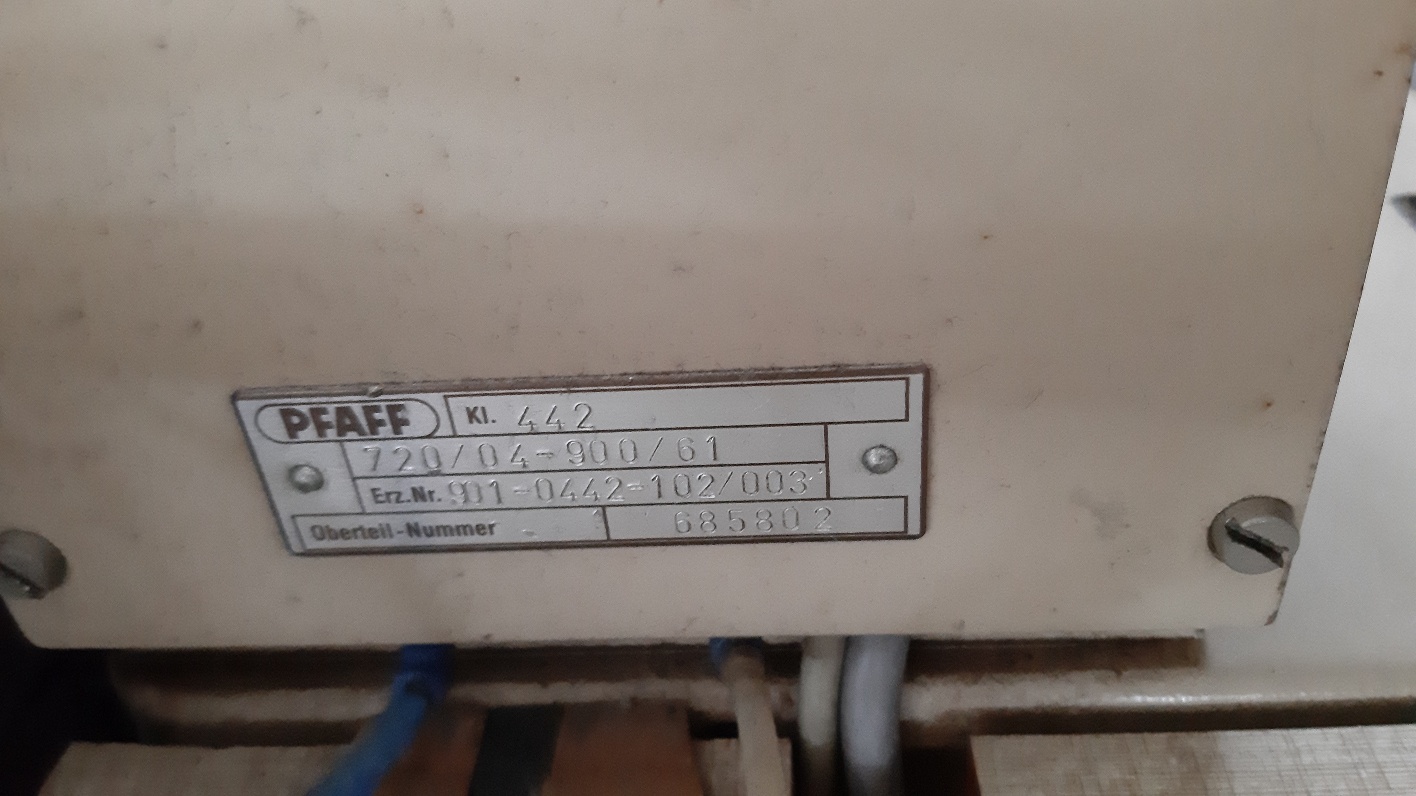 PFAFF Kl. 442
720/04-900/61
Erz.Nr. 901-0442-102/003
Oberteil-Nummer 685802